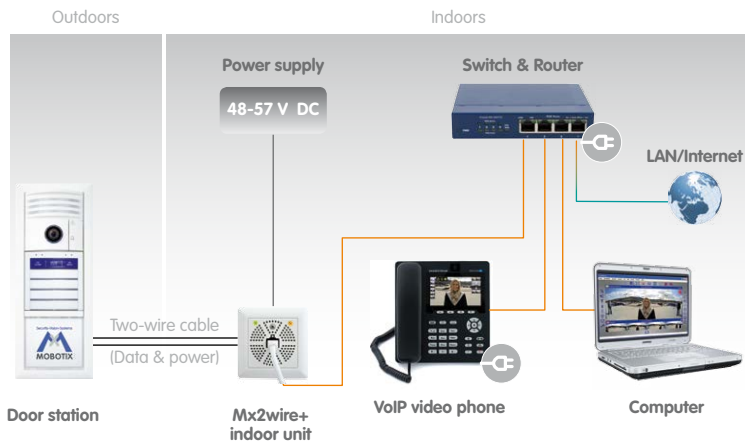 Outdoors
Indoors
Power supply
48-57 V DC
Switch & Router
LAN/Internet
Two-wire cable
(Data & power)
MOBOTIX
Door station
Mx2wire+
indoor unit
VoIP video phone
Computer